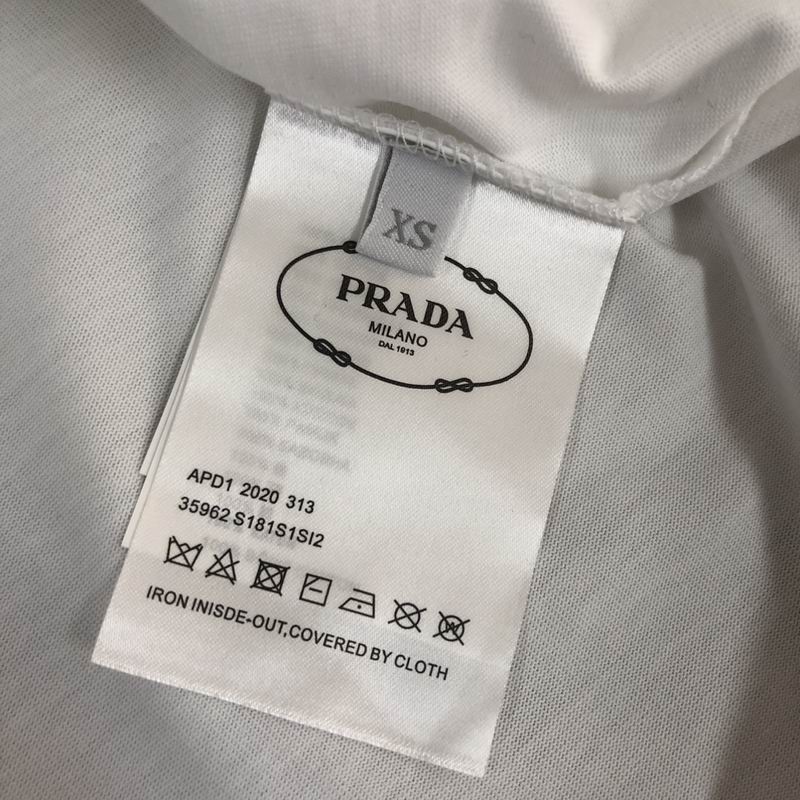 XS
PRADA
MILANO
DAL 1913
APD1 2020 313
35962 S181S1SI2
IRON INISDE-OUT,COVERED BY CLOTH